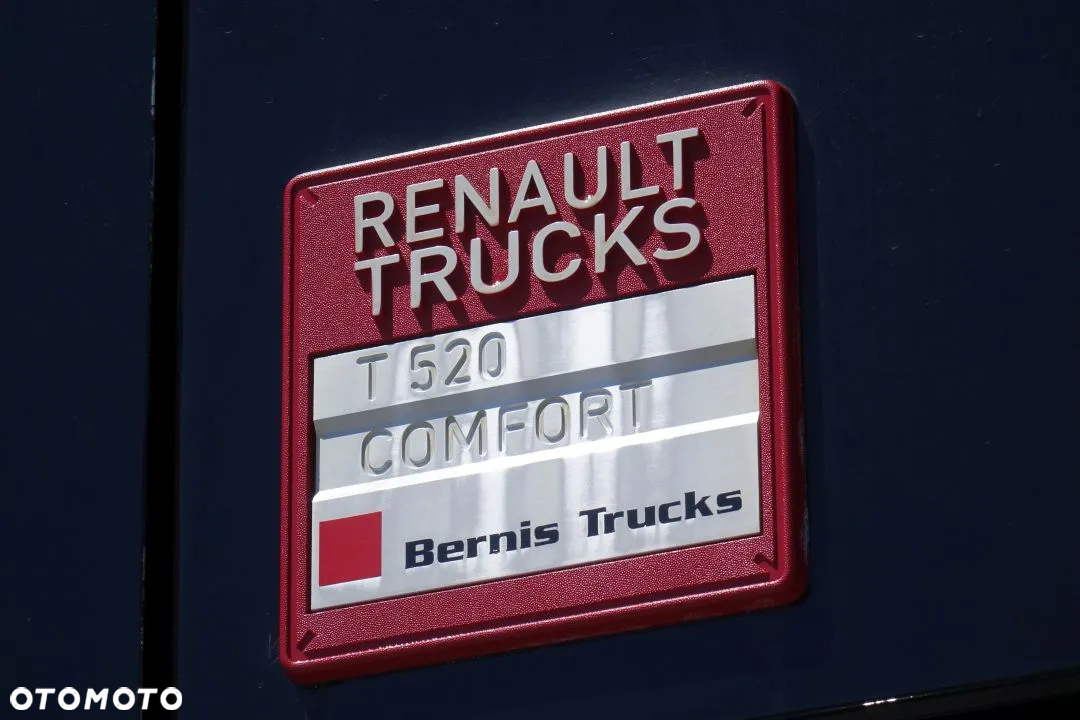 RENAULT
TRUCKS
T 520
COMFORT
Bernis Trucks
OTOMOTO